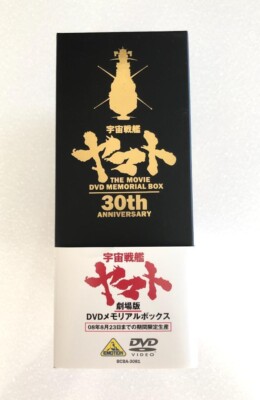 宇宙戦艦
ヤマト
THE MOVIE
DVD MEMORIAL BOX
30th
ANNIVERSARY
宇宙戦艦
ヤマト
劇場版
DVDメモリアルボックス
08年8月23日までの期間限定生産
EMOTION
DVD
VIDEO